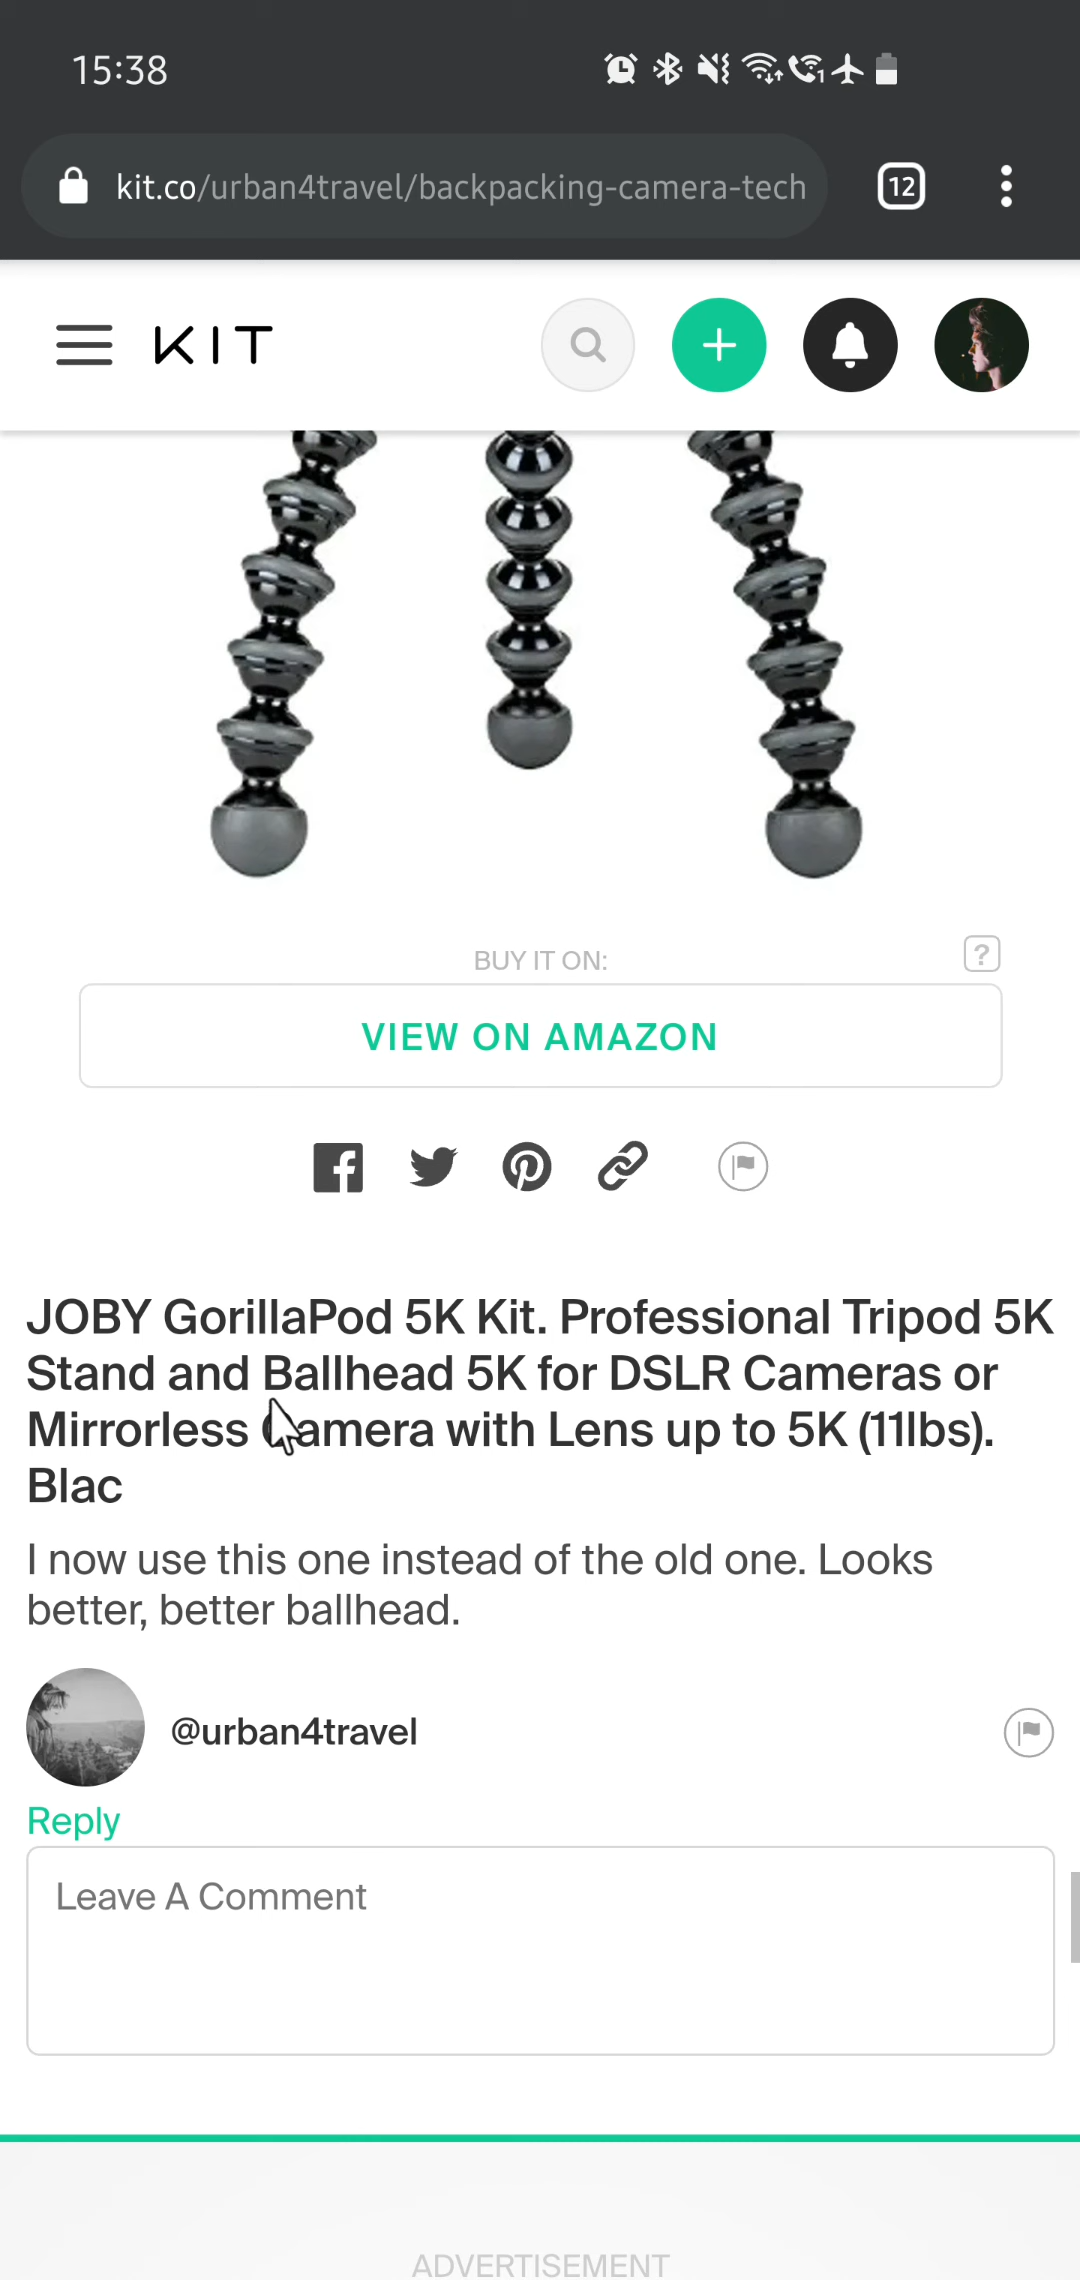 15:38
kit.co/urban4travel/backpacking-camera-tech
12
KIT
BUY IT ON:
?
VIEW ON AMAZON
JOBY GorillaPod 5K Kit. Professional Tripod 5K
Stand and Ballhead 5K for DSLR Cameras or
Mirrorless Camera with Lens up to 5K (11lbs).
Blac
I now use this one instead of the old one. Looks
better, better ballhead.
@urban4travel
Reply
Leave A Comment
ADVERTISEMENT